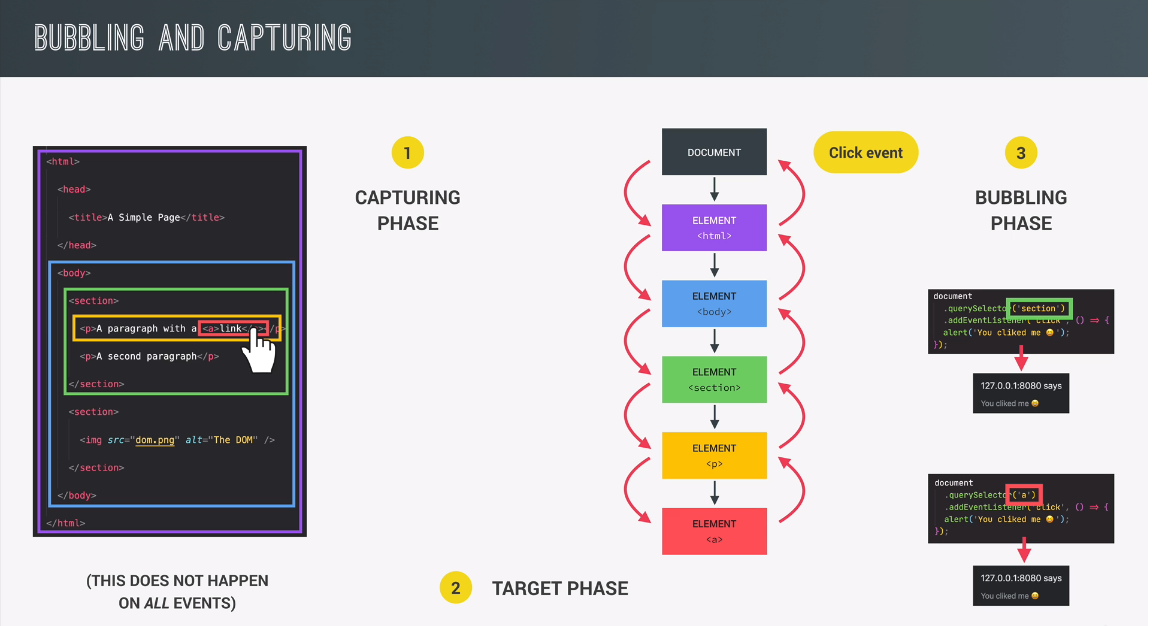 BUBBLING AND CAPTURING
<html>
<head>
<title>A Simple Page</title>
</head>
<body>
<section>
<p>A paragraph with a <a>link</a></p>
<p>A second paragraph</p>
</section>
<section>
<img src="dom.png" alt="The DOM" />
</section>
</body>
</html>
(THIS DOES NOT HAPPEN
ON ALL EVENTS)
1
CAPTURING
PHASE
DOCUMENT
ELEMENT
<html>
ELEMENT
<body>
ELEMENT
<section>
ELEMENT
<p>
ELEMENT
<a>
2
TARGET PHASE
Click event
3
BUBBLING
PHASE
document
.querySelector('section')
.addEventListener('click', () => {
alert('You cliked me 😀');
});
127.0.0.1:8080 says
You cliked me 😀
document
.querySelector('a')
.addEventListener('click', () => {
alert('You cliked me 😀');
});
127.0.0.1:8080 says
You cliked me 😀